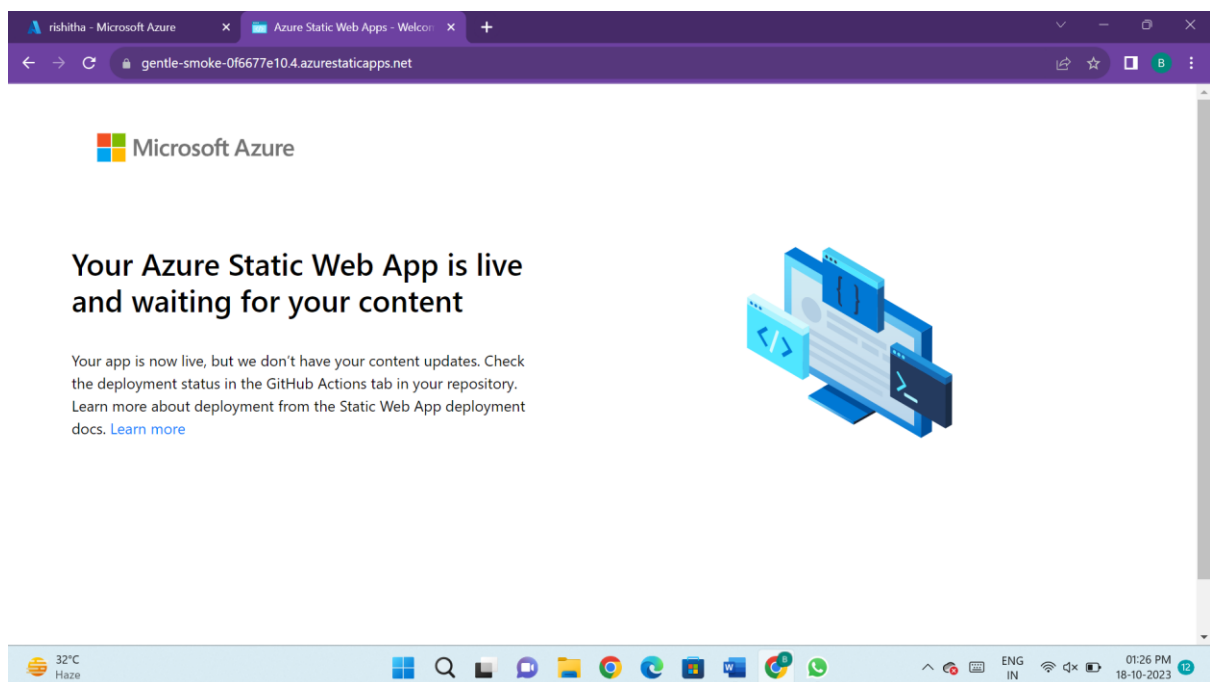 rishitha - Microsoft Azure
Azure Static Web Apps - Welcon
gentle-smoke-0f6677e10.4.azurestaticapps.net
B
Microsoft Azure
Your Azure Static Web App is live
and waiting for your content
Your app is now live, but we don't have your content updates. Check
the deployment status in the GitHub Actions tab in your repository.
Learn more about deployment from the Static Web App deployment
docs. Learn more
32°C
Haze
ENG
IN
01:26 PM
18-10-2023
12